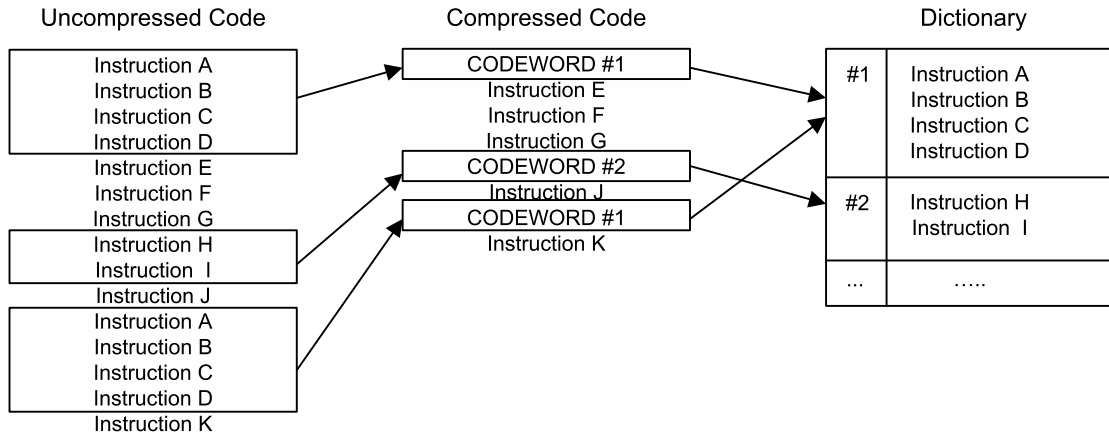 Uncompressed Code
Instruction A
Instruction B
Instruction C
Instruction D
Instruction E
Instruction F
Instruction G
Instruction H
Instruction I
Instruction J
Instruction A
Instruction B
Instruction C
Instruction D
Instruction K
Compressed Code
CODEWORD #1
Instruction E
Instruction F
Instruction G
CODEWORD #2
Instruction J
CODEWORD #1
Instruction K
Dictionary
#1
Instruction A
Instruction B
Instruction C
Instruction D
#2
Instruction H
Instruction I
...
.....